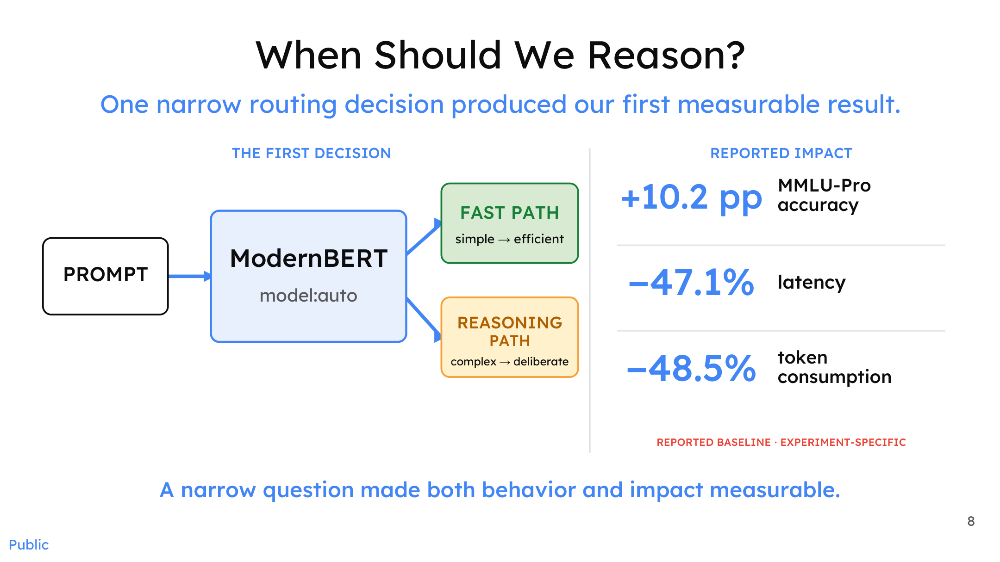 When Should We Reason?
One narrow routing decision produced our first measurable result.
THE FIRST DECISION
PROMPT
ModernBERT
model:auto
FAST PATH
simple → efficient
REASONING
PATH
complex → deliberate
REPORTED IMPACT
+10.2 pp
MMLU-Pro
accuracy
−47.1%
latency
−48.5%
token
consumption
REPORTED BASELINE · EXPERIMENT-SPECIFIC
A narrow question made both behavior and impact measurable.
8
Public